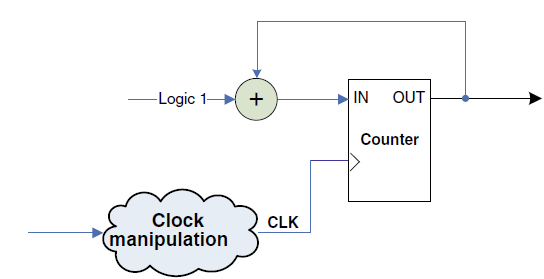 Logic 1
+
IN OUT
Counter
Clock
manipulation
CLK